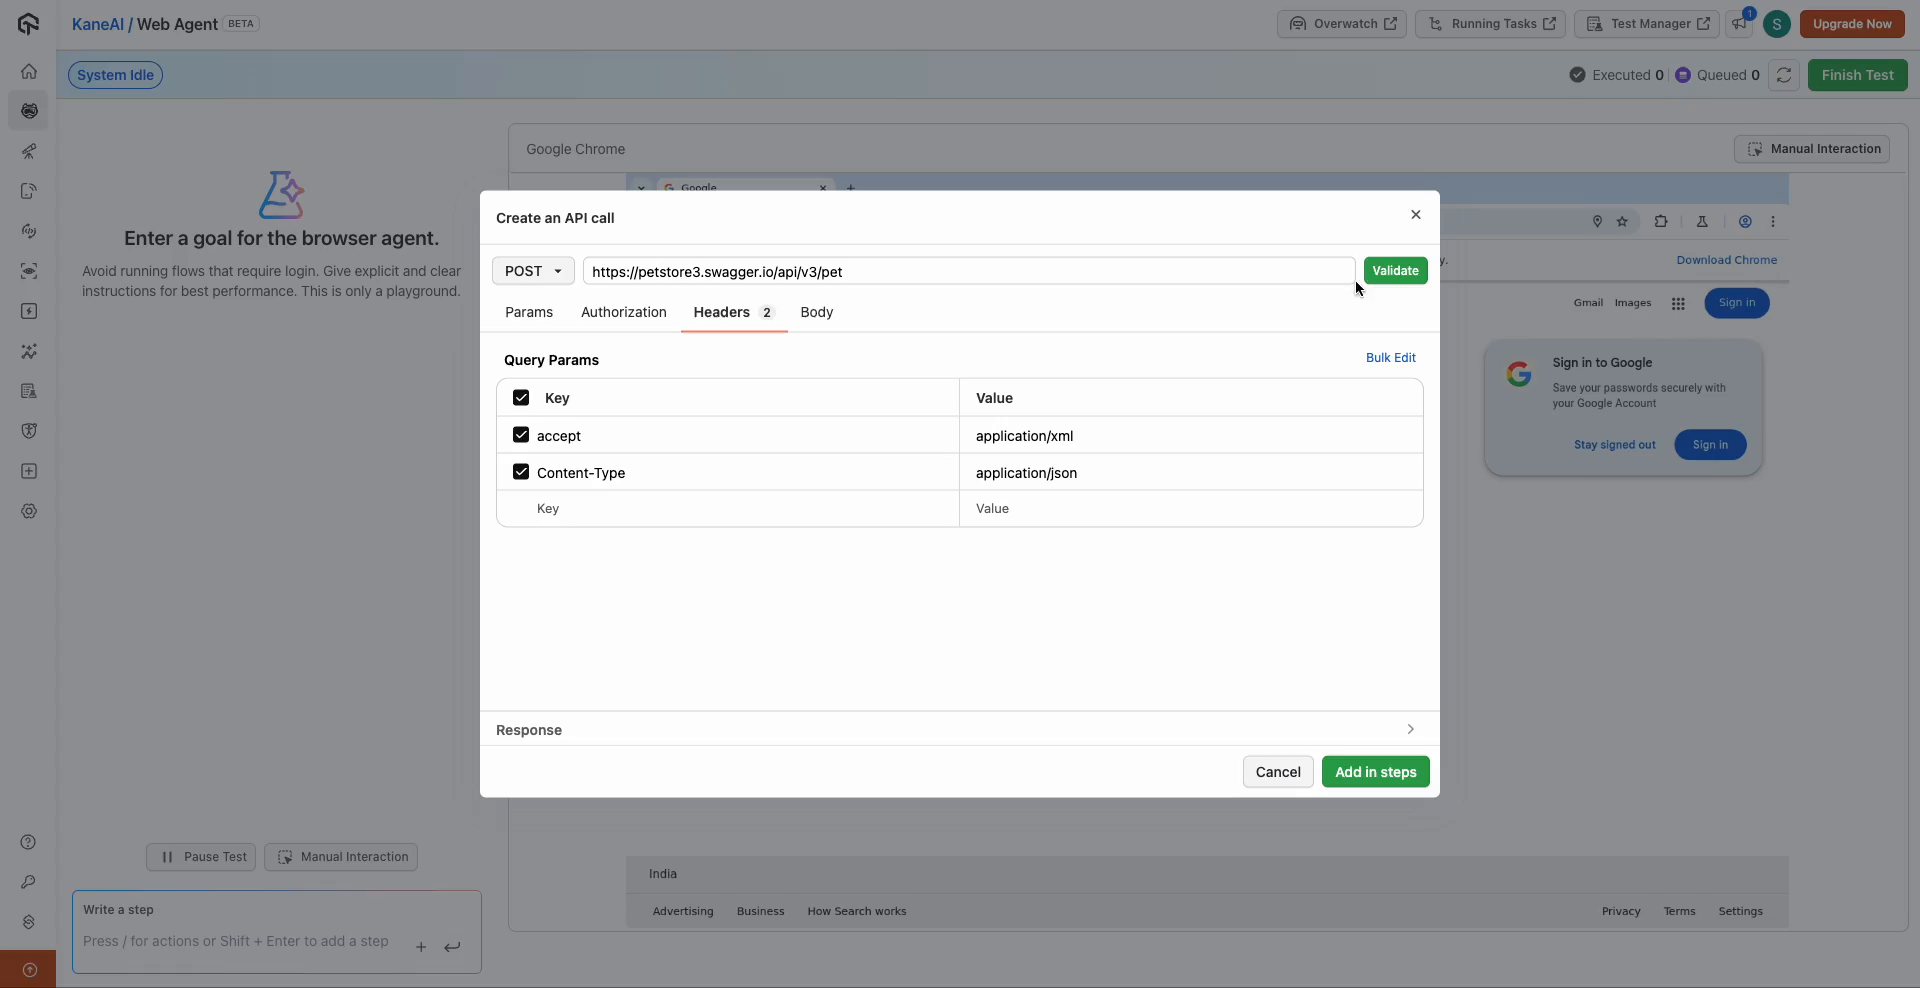 KaneAI / Web Agent BETA
Overwatch
Running Tasks
Test Manager
1
S
Upgrade Now
System Idle
Executed 0
Queued 0
Finish Test
Enter a goal for the browser agent.
Avoid running flows that require login. Give explicit and clear
instructions for best performance. This is only a playground.
Google Chrome
Manual Interaction
Google
Download Chrome
Gmail Images
Sign in
Sign in to Google
Save your passwords securely with
your Google Account
Stay signed out
Sign in
Create an API call
POST
https://petstore3.swagger.io/api/v3/pet
Validate
Params
Authorization
Headers 2
Body
Query Params
Bulk Edit
Key Value
accept application/xml
Content-Type application/json
Key Value
Response
Cancel
Add in steps
Pause Test
Manual Interaction
Write a step
Press / for actions or Shift + Enter to add a step
India
Advertising Business How Search works
Privacy Terms Settings